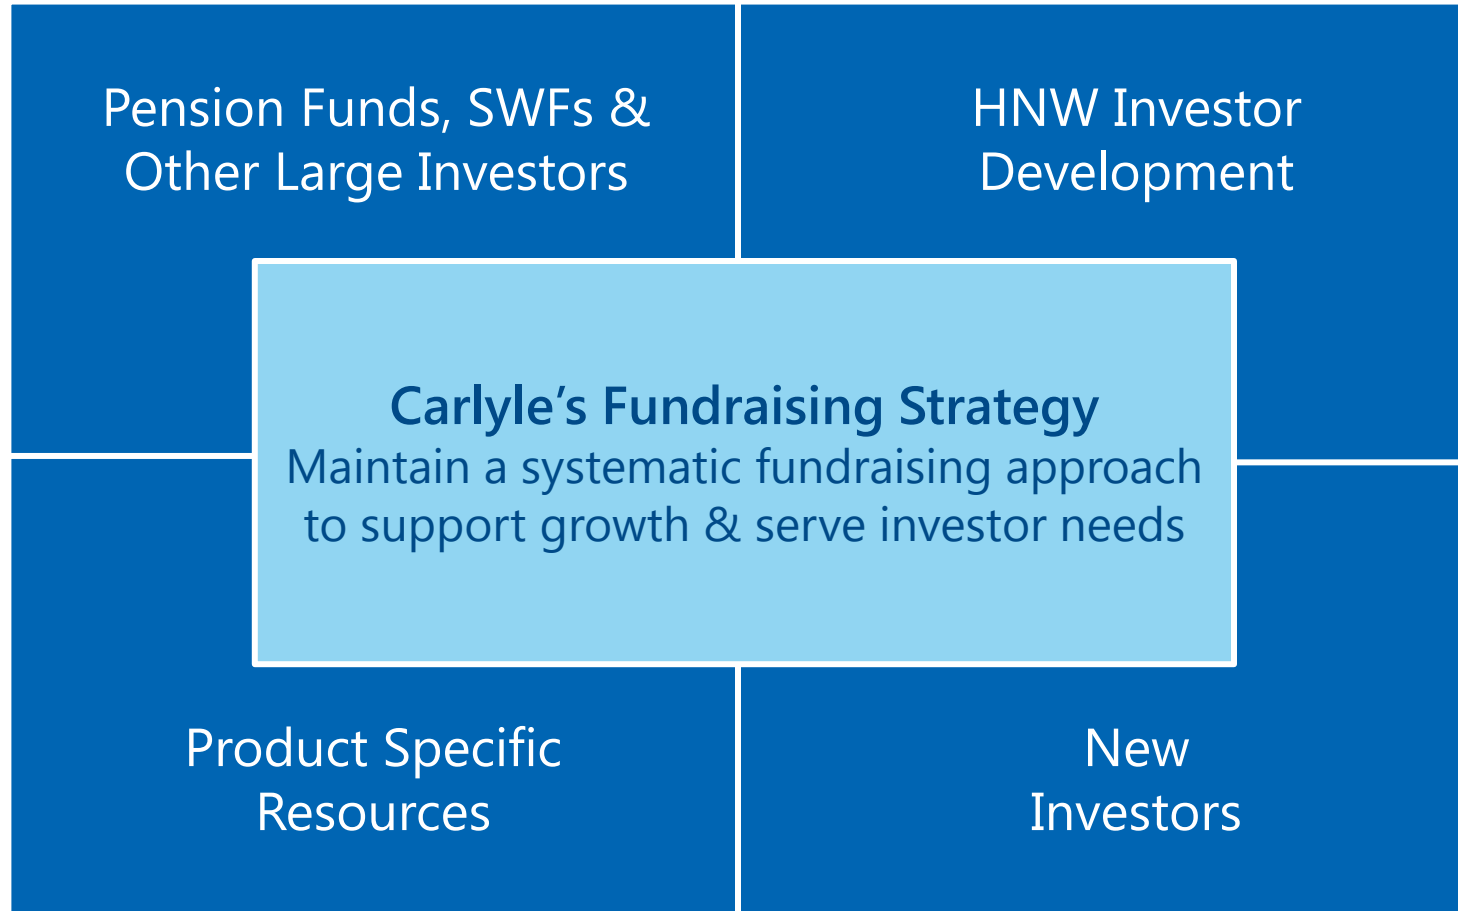 Pension Funds, SWFs &
Other Large Investors
HNW Investor
Development
Carlyle’s Fundraising Strategy
Maintain a systematic fundraising approach
to support growth & serve investor needs
Product Specific
Resources
New
Investors